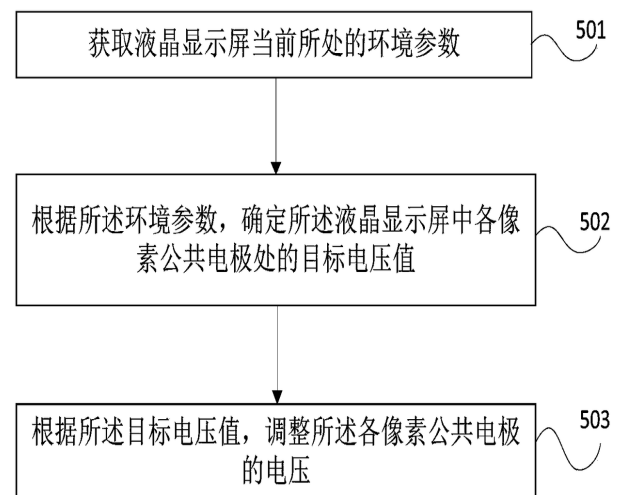 获取液晶显示屏当前所处的环境参数
501
根据所述环境参数，确定所述液晶显示屏中各像
素公共电极处的目标电压值
502
根据所述目标电压值，调整所述各像素公共电极
的电压
503